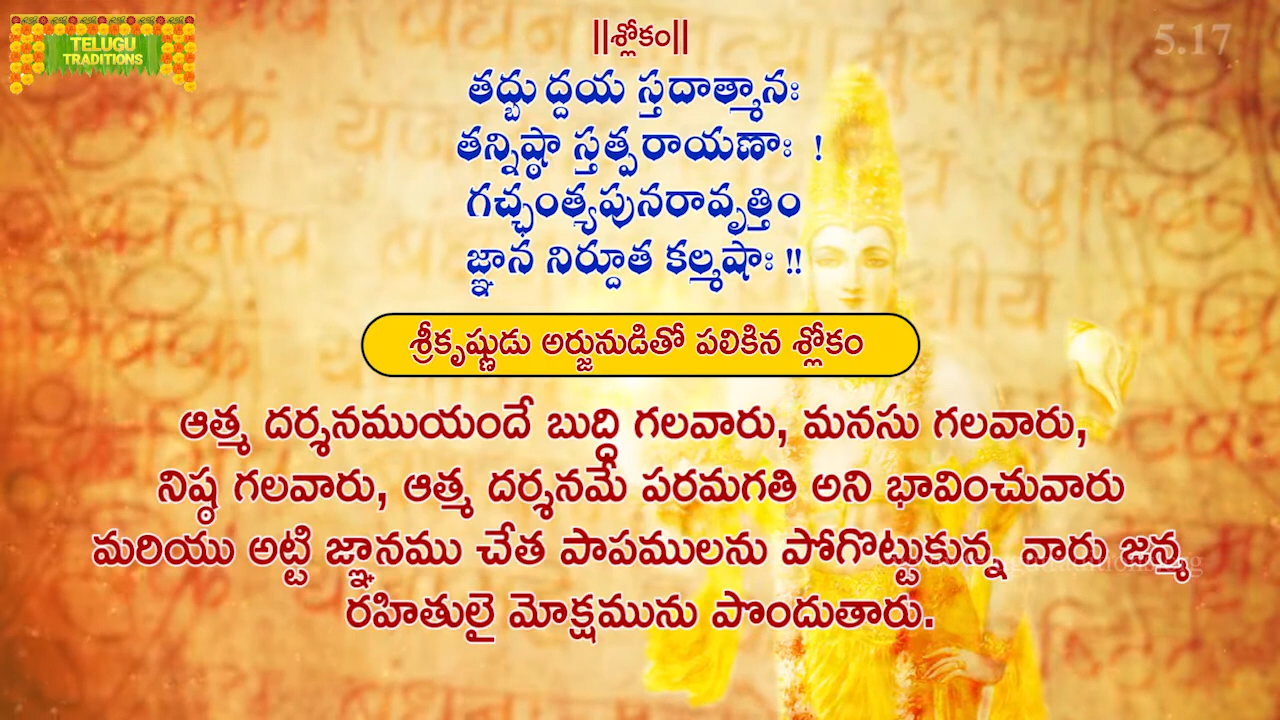 TELUGU
TRADITIONS
5.17
||శ్లోకం||
తద్బుద్దయ స్తదాత్మానః
తన్నిష్ఠా స్తత్పరాయణాః !
గచ్ఛంత్యపునరావృత్తిం
జ్ఞాన నిర్దూత కల్మషాః !!
శ్రీకృష్ణుడు అర్జునుడితో పలికిన శ్లోకం
ఆత్మ దర్శనముయందే బుద్ధి గలవారు, మనసు గలవారు,
నిష్ఠ గలవారు, ఆత్మ దర్శనమే పరమగతి అని భావించువారు
మరియు అట్టి జ్ఞానము చేత పాపములను పోగొట్టుకున్న వారు జన్మ
రహితులై మోక్షమును పొందుతారు.